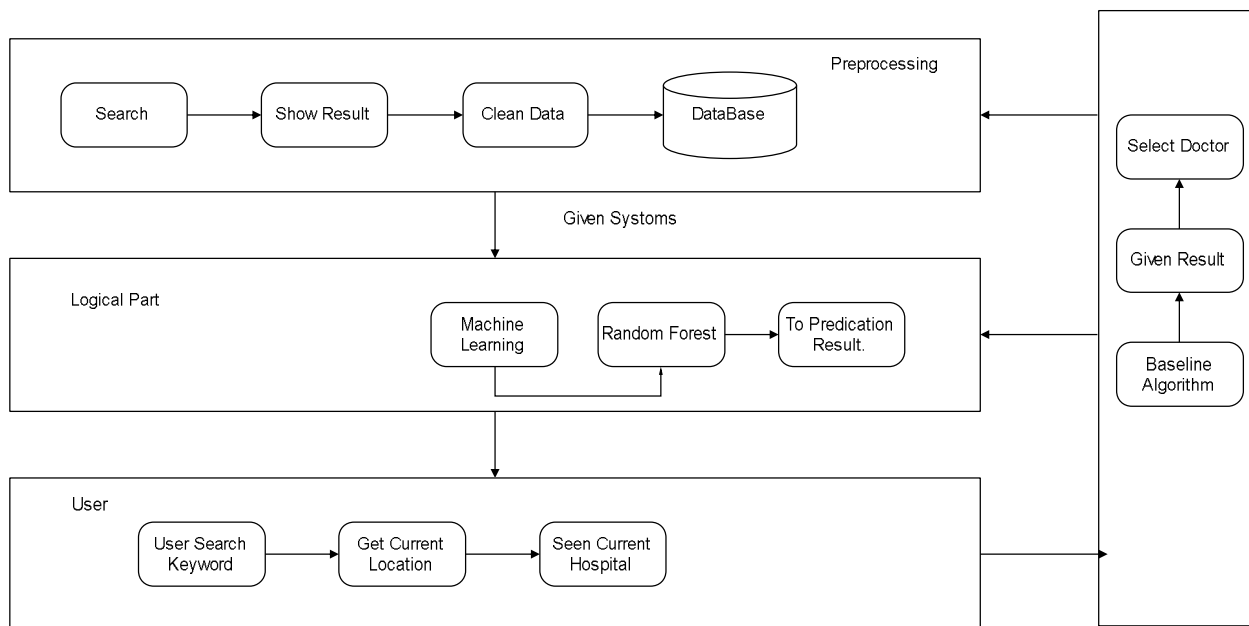 Preprocessing
Search
Show Result
Clean Data
DataBase
Select Doctor
Given Systoms
Given Result
Logical Part
Machine
Learning
Random Forest
To Predication
Result.
Baseline
Algorithm
User
User Search
Keyword
Get Current
Location
Seen Current
Hospital